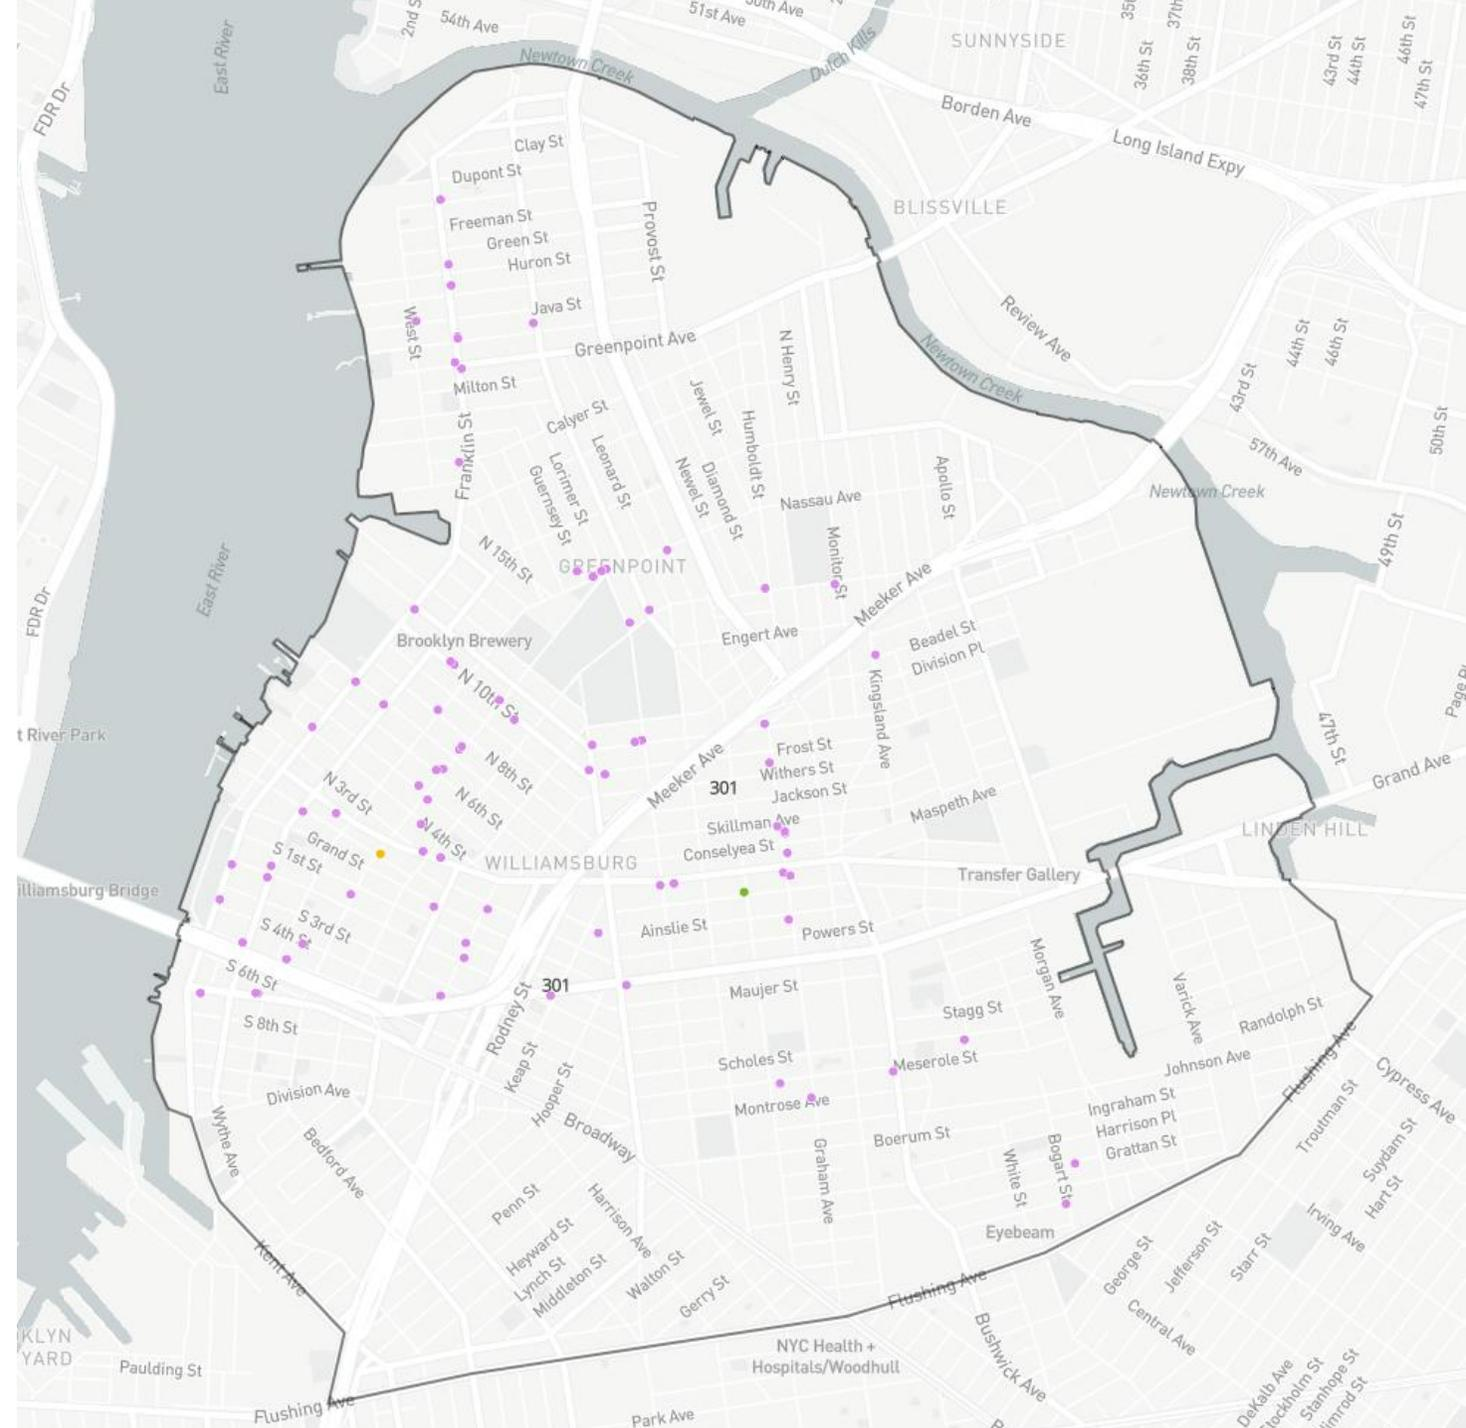 2nd S
54th Ave
51st Ave
50th Ave
35t
37th
36th St
38th St
43rd St
44th St
46th St
47th St
SUNNYSIDE
East River
FDR Dr
Newtown Creek
Dutch Kills
Borden Ave
Long Island Expy
Clay St
Dupont St
BLISSVILLE
Freeman St
Green St
Huron St
Provost St
Java St
West St
Greenpoint Ave
Review Ave
N Henry St
Newtown Creek
44th St
46th St
43rd St
50th St
Milton St
Jewel St
Calyer St
Humboldt St
Franklin St
Leonard St
Lorimer St
Guernsey St
Newel St
Diamond St
Nassau Ave
Apollo St
57th Ave
Newtown Creek
49th St
N 15th St
GREENPOINT
Monitor St
Meeker Ave
East River
FDR Dr
Brooklyn Brewery
Engert Ave
Beadel St
Division Pl
N 10th St
Kingsland Ave
Page Pl
47th St
t River Park
Frost St
Withers St
Meeker Ave
301
Jackson St
N 8th St
N 3rd St
N 6th St
Grand Ave
Maspeth Ave
Skillman Ave
Conselyea St
LINDEN HILL
N 4th St
Grand St
S 1st St
WILLIAMSBURG
Transfer Gallery
illiamsburg Bridge
S 3rd St
S 4th St
Ainslie St
Powers St
S 6th St
301
Maujer St
Morgan Ave
Varick Ave
Rodney St
S 8th St
Stagg St
Randolph St
Keap St
Hooper St
Scholes St
Meserole St
Johnson Ave
Flushing Ave
Cypress Ave
Division Ave
Montrose Ave
Ingraham St
Harrison Pl
Grattan St
Troutman St
Broadway
Boerum St
Wythe Ave
Bedford Ave
Graham Ave
White St
Bogart St
Suydam St
Hart St
Penn St
Harrison Ave
Irving Ave
Eyebeam
Heyward St
Lynch St
Middleton St
Walton St
Gerry St
Kent Ave
George St
Jefferson St
Starr St
Flushing Ave
Central Ave
Bushwick Ave
KLYN
YARD
Paulding St
NYC Health +
Hospitals/Woodhull
Flushing Ave
Park Ave
DeKalb Ave
tockholm St
Stanhope St
imrod St